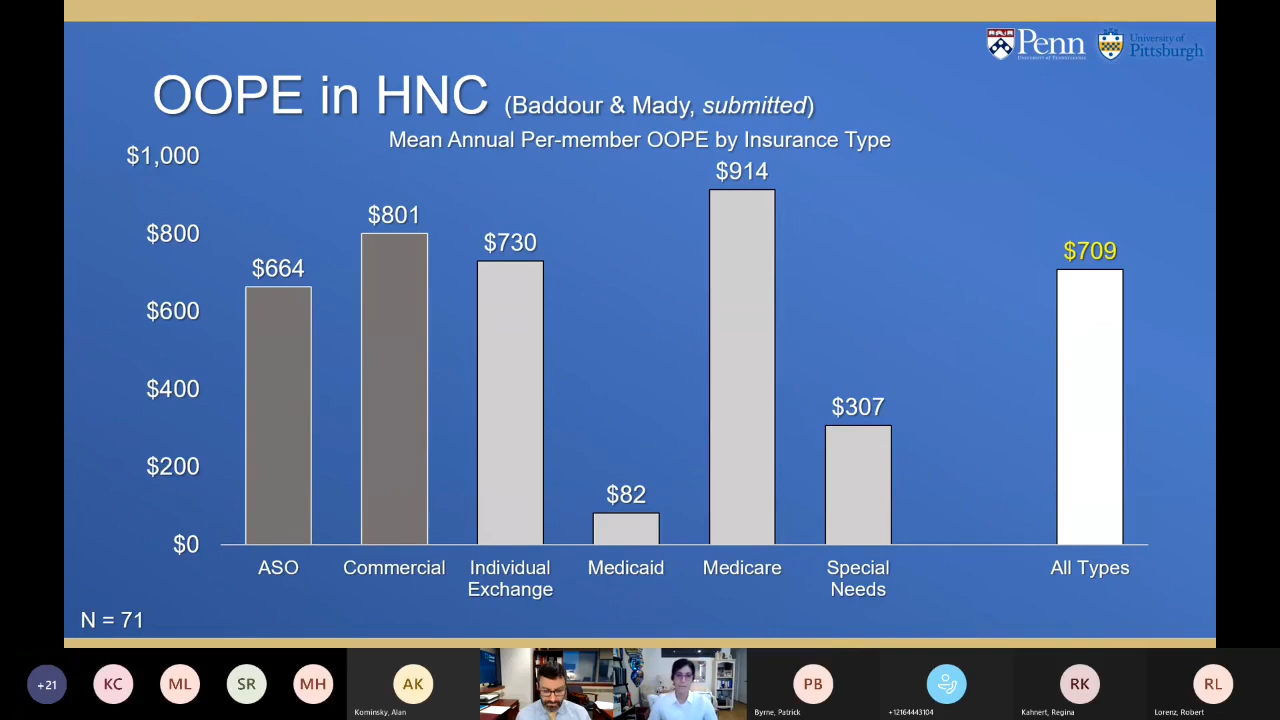 Penn
UNIVERSITY of PENNSYLVANIA
University of
Pittsburgh
OOPE in HNC (Baddour & Mady, submitted)
Mean Annual Per-member OOPE by Insurance Type
$1,000
$800
$600
$400
$200
$0
$664
$801
$730
$82
$914
$307
$709
ASO
Commercial
Individual
Exchange
Medicaid
Medicare
Special
Needs
All Types
N = 71
+21
KC
ML
SR
MH
AK
Kominsky, Alan
PB
Byrne, Patrick
+12164443104
RK
Kahnert, Regina
RL
Lorenz, Robert